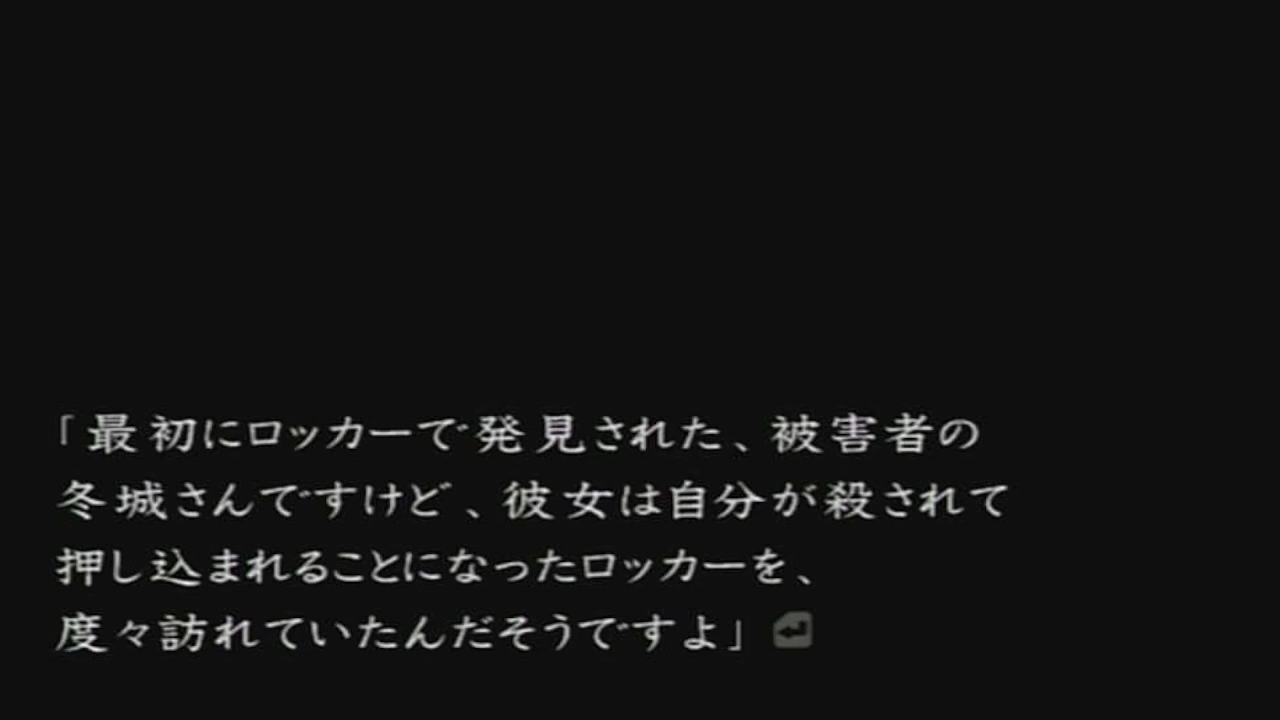 「最初にロッカーで発見された、被害者の
冬城さんですけど、彼女は自分が殺されて
押し込まれることになったロッカーを、
度々訪れていたんだそうですよ」